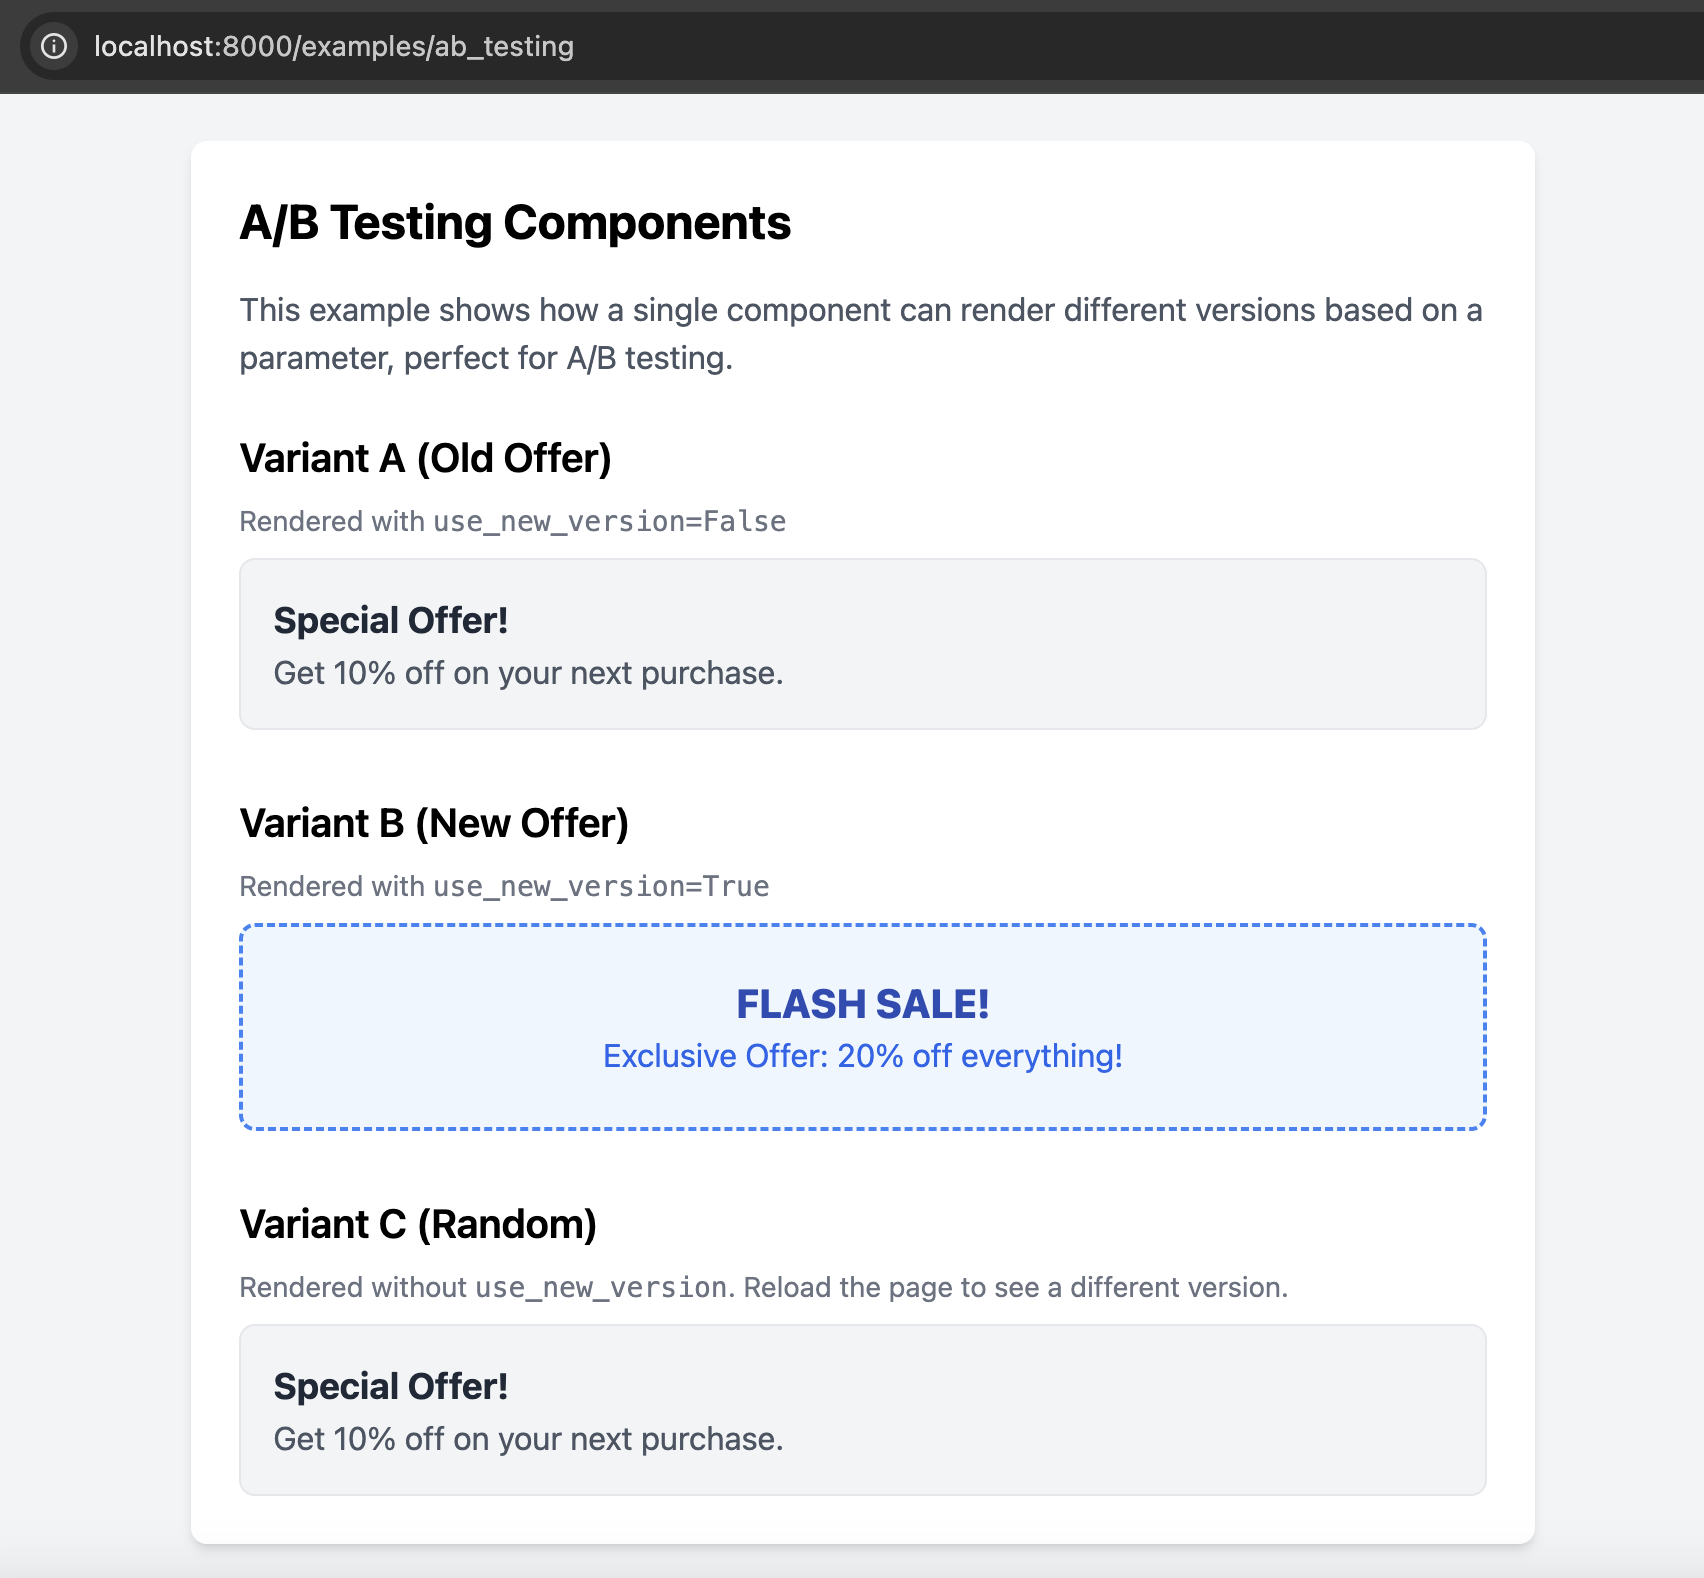 localhost:8000/examples/ab_testing
A/B Testing Components
This example shows how a single component can render different versions based on a
parameter, perfect for A/B testing.
Variant A (Old Offer)
Rendered with use_new_version=False
Special Offer!
Get 10% off on your next purchase.
Variant B (New Offer)
Rendered with use_new_version=True
FLASH SALE!
Exclusive Offer: 20% off everything!
Variant C (Random)
Rendered without use_new_version. Reload the page to see a different version.
Special Offer!
Get 10% off on your next purchase.